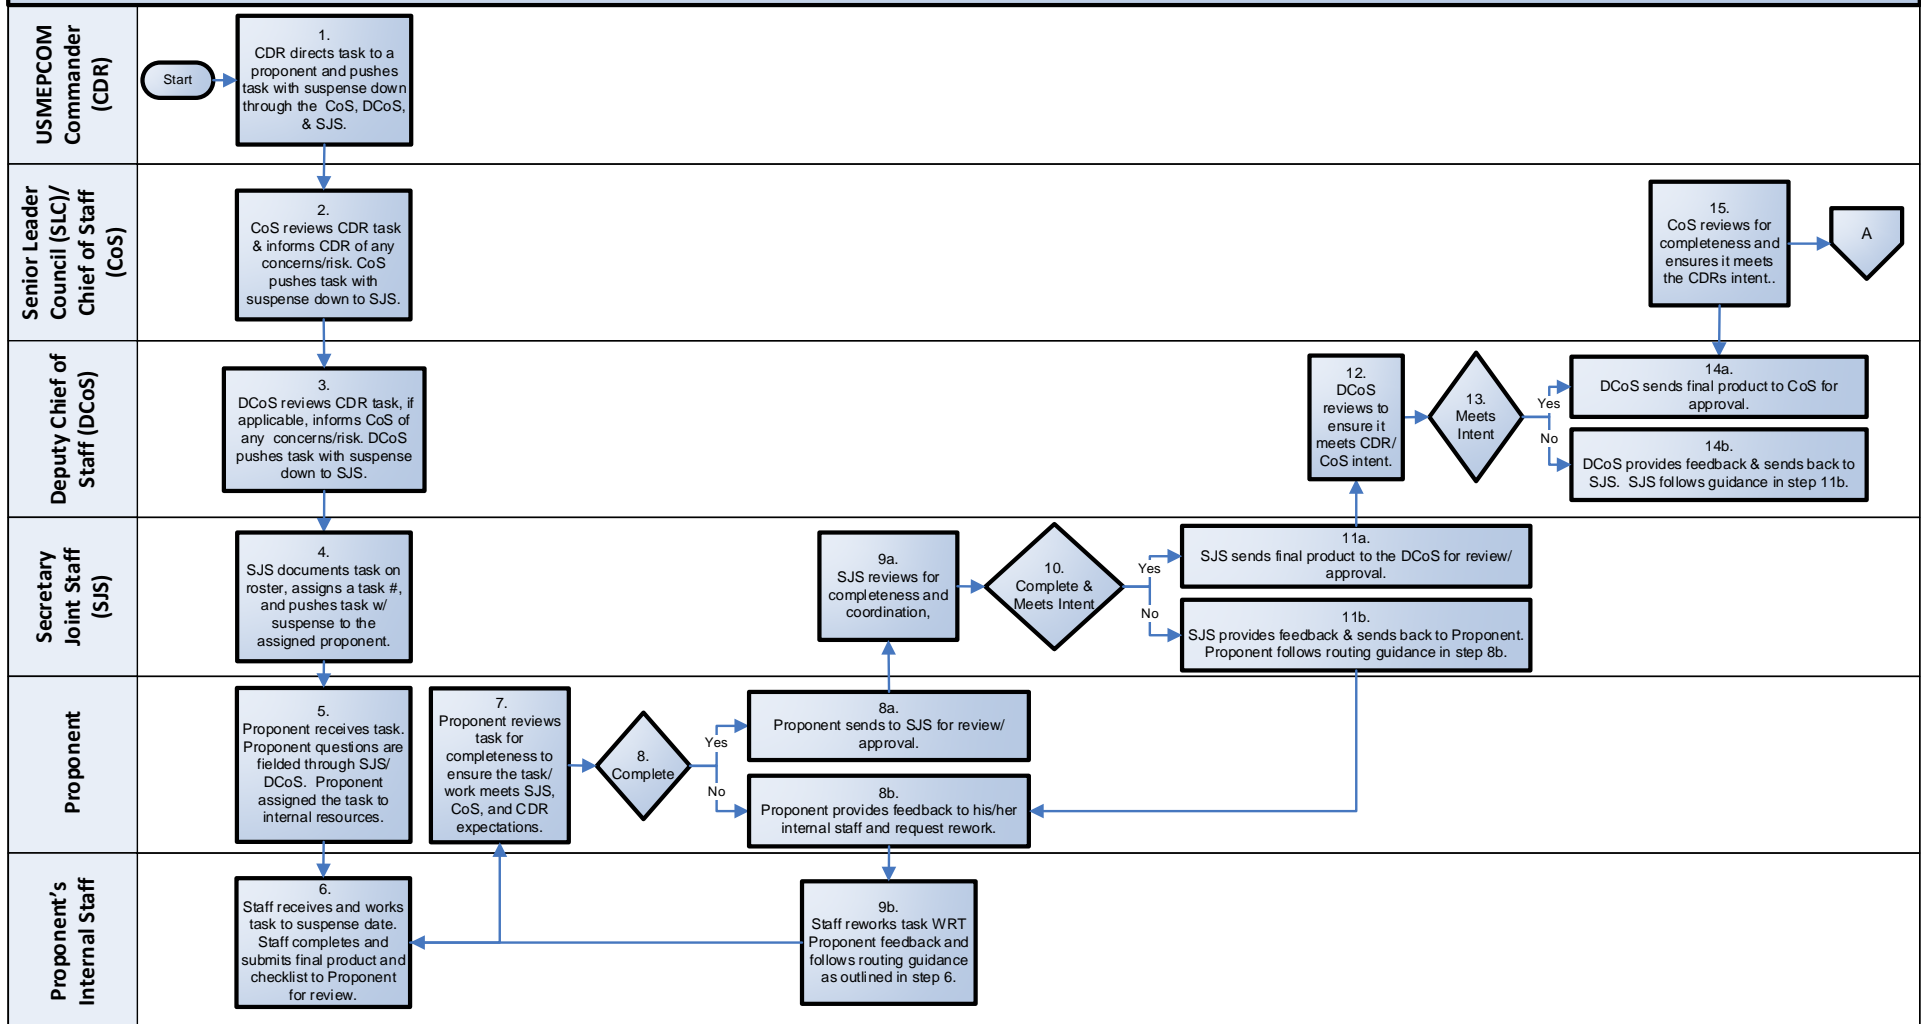 USMEPCOM
Commander
(CDR)
Start
1.
CDR directs task to a
proponent and pushes
task with suspense down
through the CoS, DCoS,
& SJS.
Senior Leader
Council (SLC)/
Chief of Staff
(CoS)
2.
CoS reviews CDR task
& informs CDR of any
concerns/risk. CoS
pushes task with
suspense down to SJS.
15.
CoS reviews for
completeness and
ensures it meets
the CDRs intent..
A
Deputy Chief of
Staff (DCoS)
3.
DCoS reviews CDR task, if
applicable, informs CoS of
any concerns/risk. DCoS
pushes task with suspense
down to SJS.
12.
DCoS
reviews to
ensure it
meets CDR/
CoS intent.
13.
Meets
Intent
Yes
No
14a.
DCoS sends final product to CoS for
approval.
14b.
DCoS provides feedback & sends back to
SJS. SJS follows guidance in step 11b.
Secretary
Joint Staff
(SJS)
4.
SJS documents task on
roster, assigns a task #,
and pushes task w/
suspense to the
assigned proponent.
9a.
SJS reviews for
completeness and
coordination,
10.
Complete &
Meets Intent
Yes
No
11a.
SJS sends final product to the DCoS for review/
approval.
11b.
SJS provides feedback & sends back to Proponent.
Proponent follows routing guidance in step 8b.
Proponent
5.
Proponent receives task.
Proponent questions are
fielded through SJS/
DCoS. Proponent
assigned the task to
internal resources.
7.
Proponent reviews
task for
completeness to
ensure the task/
work meets SJS,
CoS, and CDR
expectations.
8.
Complete
Yes
No
8a.
Proponent sends to SJS for review/
approval.
8b.
Proponent provides feedback to his/her
internal staff and request rework.
Proponent's
Internal Staff
6.
Staff receives and works
task to suspense date.
Staff completes and
submits final product and
checklist to Proponent
for review.
9b.
Staff reworks task WRT
Proponent feedback and
follows routing guidance
as outlined in step 6.